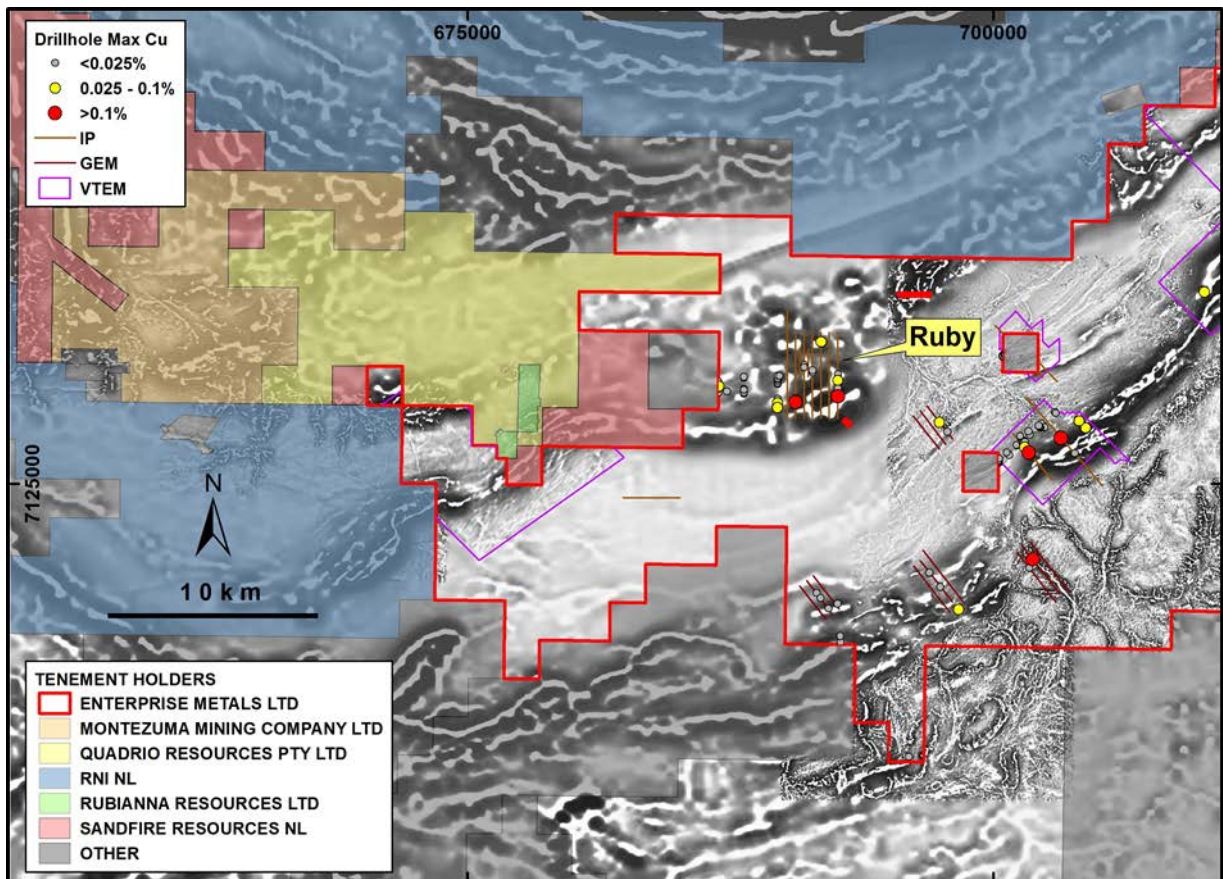 675000
700000
Drillhole Max Cu
<0.025%
0.025 - 0.1%
>0.1%
IP
GEM
VTEM
Ruby
7125000
N
10 km
TENEMENT HOLDERS
ENTERPRISE METALS LTD
MONTEZUMA MINING COMPANY LTD
QUADRIO RESOURCES PTY LTD
RNI NL
RUBIANNA RESOURCES LTD
SANDFIRE RESOURCES NL
OTHER